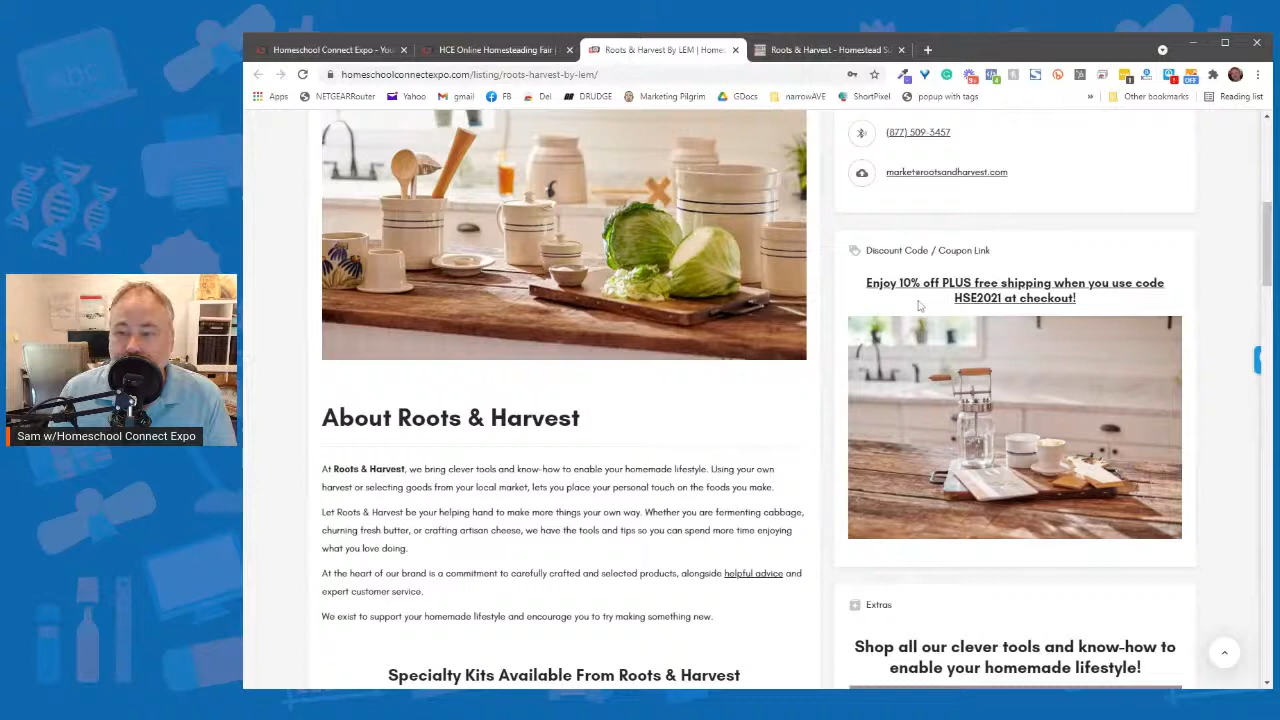 Homeschool Connect Expo - You
HCE Online Homesteading Fair |
Roots & Harvest By LEM | Home
Roots & Harvest - Homestead Su
homeschoolconnectexpo.com/listing/roots-harvest-by-lem/
Apps
NETGEARRouter
Yahoo
gmail
FB
Del
DRUDGE
Marketing Pilgrim
GDocs
narrowAVE
ShortPixel
popup with tags
»
Other bookmarks
Reading list
(877) 509-3457
market@rootsandharvest.com
Discount Code / Coupon Link
Enjoy 10% off PLUS free shipping when you use code
HSE2021 at checkout!
About Roots & Harvest
At Roots & Harvest, we bring clever tools and know-how to enable your homemade lifestyle. Using your own
harvest or selecting goods from your local market, lets you place your personal touch on the foods you make.
Let Roots & Harvest be your helping hand to make more things your own way. Whether you are fermenting cabbage,
churning fresh butter, or crafting artisan cheese, we have the tools and tips so you can spend more time enjoying
what you love doing.
At the heart of our brand is a commitment to carefully crafted and selected products, alongside helpful advice and
expert customer service.
We exist to support your homemade lifestyle and encourage you to try making something new.
Specialty Kits Available From Roots & Harvest
Extras
Shop all our clever tools and know-how to
enable your homemade lifestyle!
Sam w/Homeschool Connect Expo
abc